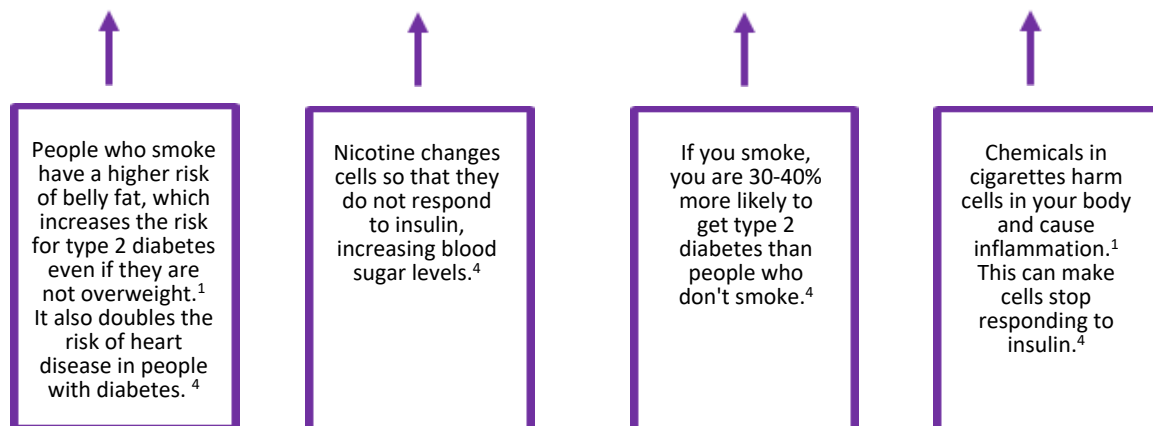 People who smoke
have a higher risk
of belly fat, which
increases the risk
for type 2 diabetes
even if they are
not overweight.¹
It also doubles the
risk of heart
disease in people
with diabetes. ⁴
Nicotine changes
cells so that they
do not respond
to insulin,
increasing blood
sugar levels.⁴
If you smoke,
you are 30-40%
more likely to
get type 2
diabetes than
people who
don't smoke.⁴
Chemicals in
cigarettes harm
cells in your body
and cause
inflammation.¹
This can make
cells stop
responding to
insulin.⁴